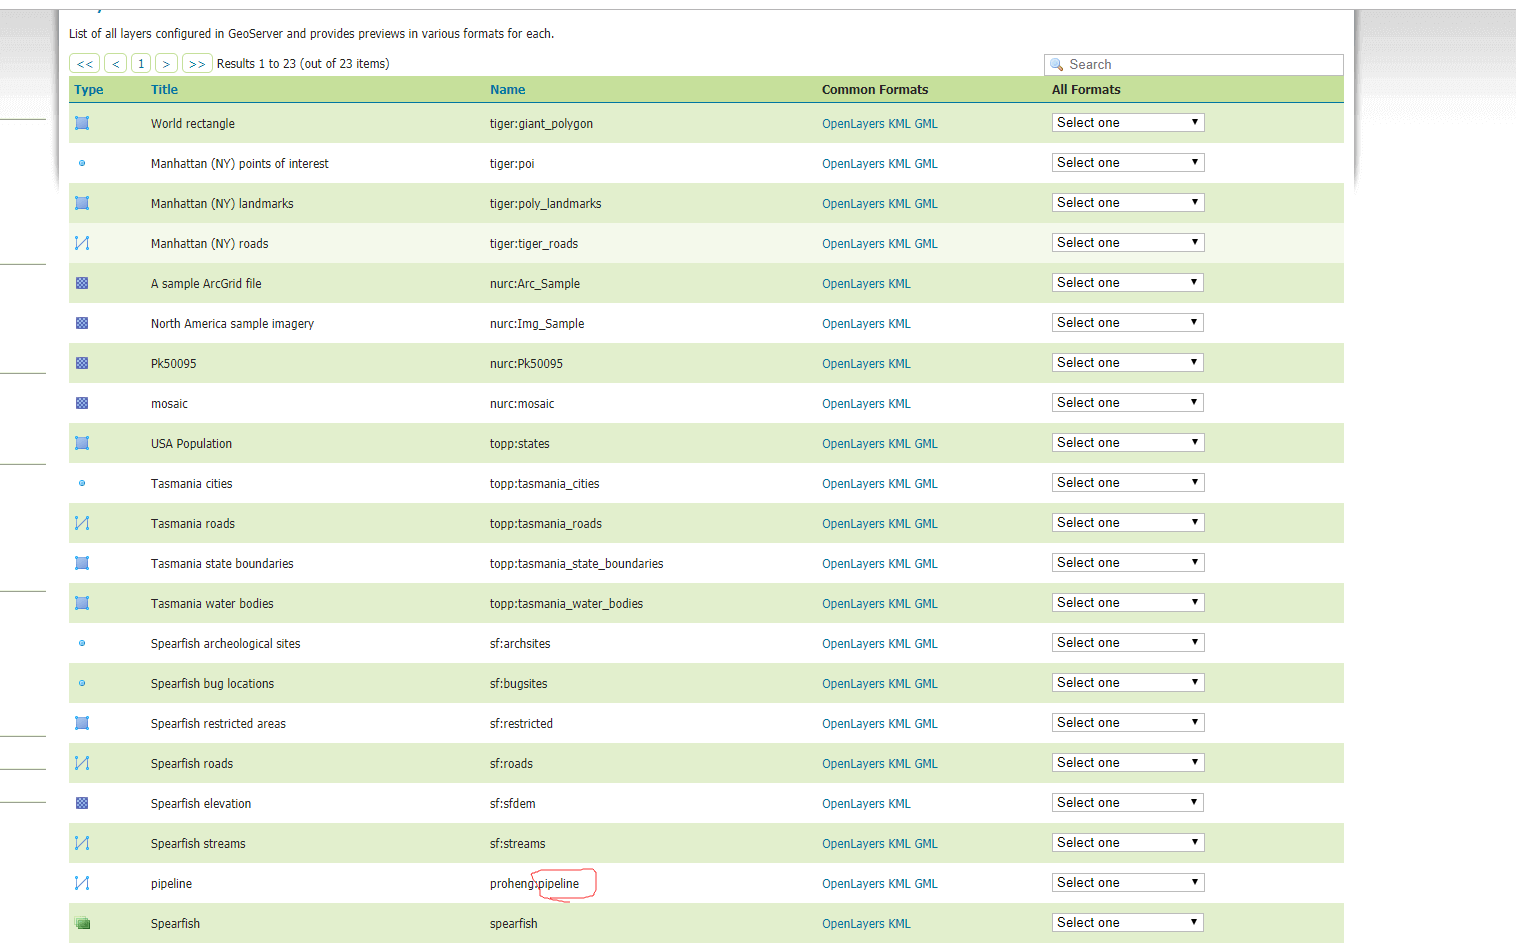 List of all layers configured in GeoServer and provides previews in various formats for each.
<< < 1 > >> Results 1 to 23 (out of 23 items) Search
Type Title Name Common Formats All Formats
World rectangle tiger:giant_polygon OpenLayers KML GML Select one
Manhattan (NY) points of interest tiger:poi OpenLayers KML GML Select one
Manhattan (NY) landmarks tiger:poly_landmarks OpenLayers KML GML Select one
Manhattan (NY) roads tiger:tiger_roads OpenLayers KML GML Select one
A sample ArcGrid file nurc:Arc_Sample OpenLayers KML Select one
North America sample imagery nurc:Img_Sample OpenLayers KML Select one
Pk50095 nurc:Pk50095 OpenLayers KML Select one
mosaic nurc:mosaic OpenLayers KML Select one
USA Population topp:states OpenLayers KML GML Select one
Tasmania cities topp:tasmania_cities OpenLayers KML GML Select one
Tasmania roads topp:tasmania_roads OpenLayers KML GML Select one
Tasmania state boundaries topp:tasmania_state_boundaries OpenLayers KML GML Select one
Tasmania water bodies topp:tasmania_water_bodies OpenLayers KML GML Select one
Spearfish archeological sites sf:archsites OpenLayers KML GML Select one
Spearfish bug locations sf:bugsites OpenLayers KML GML Select one
Spearfish restricted areas sf:restricted OpenLayers KML GML Select one
Spearfish roads sf:roads OpenLayers KML GML Select one
Spearfish elevation sf:sfdem OpenLayers KML Select one
Spearfish streams sf:streams OpenLayers KML GML Select one
pipeline proheng:pipeline OpenLayers KML GML Select one
Spearfish spearfish OpenLayers KML Select one